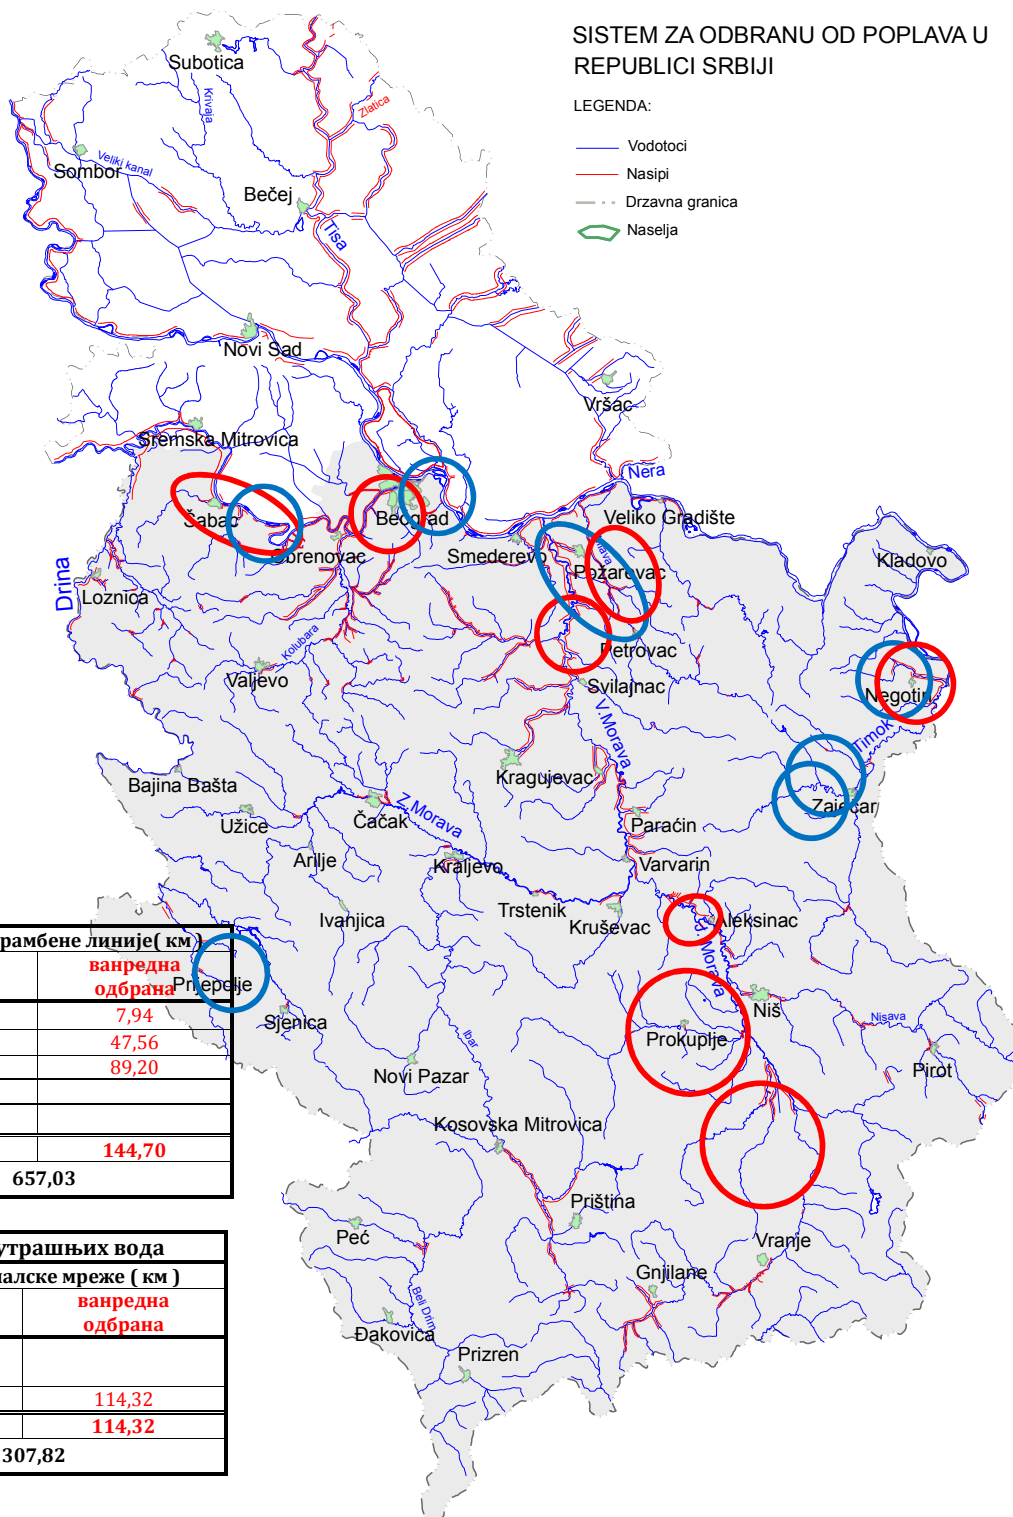 SISTEM ZA ODBRANU OD POPLAVA U
REPUBLICI SRBIJI
LEGENDA:
Vodotoci
Nasipi
Drzavna granica
Naselja
Subotica
Krivaja
Zlatica
Sombor
Veliki kanal
Bečej
Tisa
Novi Sad
Vršac
Sremska Mitrovica
Nera
Šabac
Beograd
Veliko Gradište
Obrenovac
Smederevo
Kladovo
Požarevac
Drina
Loznica
Kolubara
Petrovac
Valjevo
Svilajnac
Negotin
V.Morava
Timok
Kragujevac
Bajina Bašta
Zaječar
Užice
Čačak
Z.Morava
Paraćin
Arilje
Kraljevo
Varvarin
Ivanjica
Trstenik
Kruševac
Aleksinac
J. Morava
рамбене линије( км )
ванредна
одбрана
Prijepolje
7,94
47,56
89,20
144,70
657,03
Sjenica
Niš
Nisava
Ibar
Prokuplje
Pirot
Novi Pazar
Kosovska Mitrovica
Priština
Peć
Vranje
Gnjilane
Beli Drim
Đakovica
Prizren
утрашњих вода
алске мреже ( км )
ванредна
одбрана
114,32
114,32
307,82